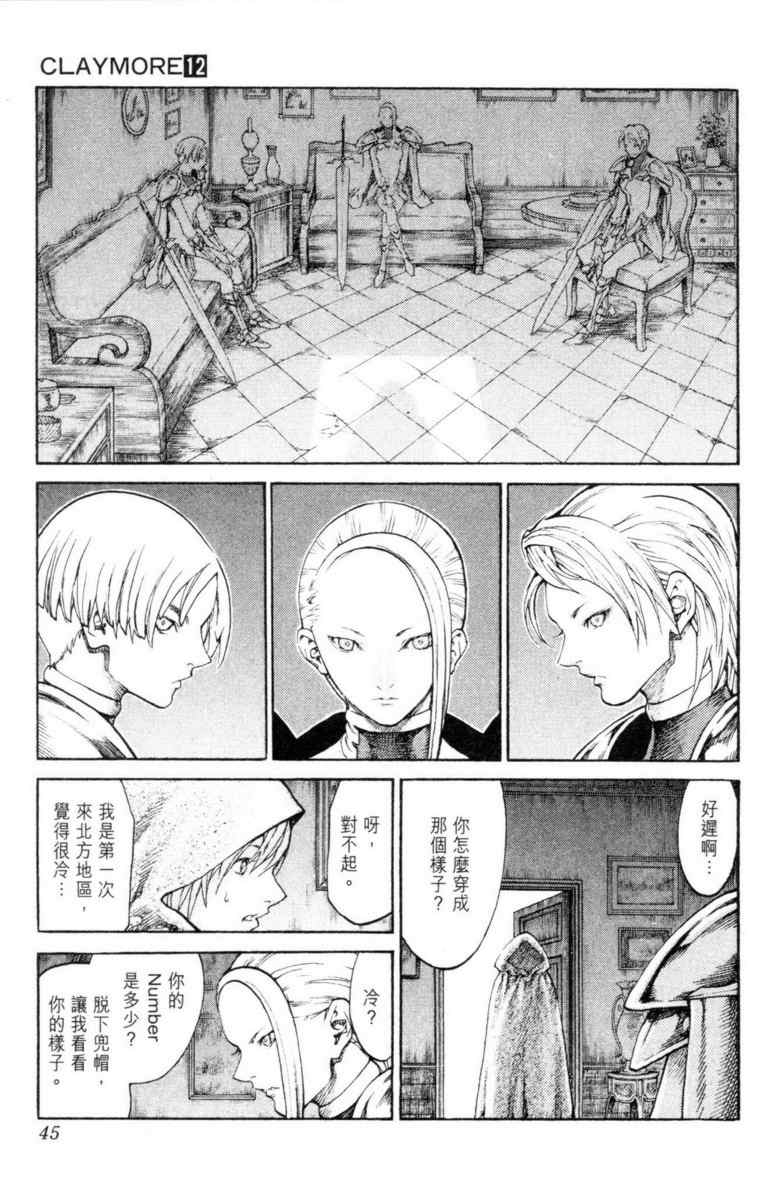 CLAYMORE 12
好遲啊…
你怎麼穿成
那個樣子?
呀,
對不起。
我是第一次
來北方地區,
覺得很冷…
冷?
你的
Number
是多少?
脱下兜帽,
讓我看看
你的樣子。
45